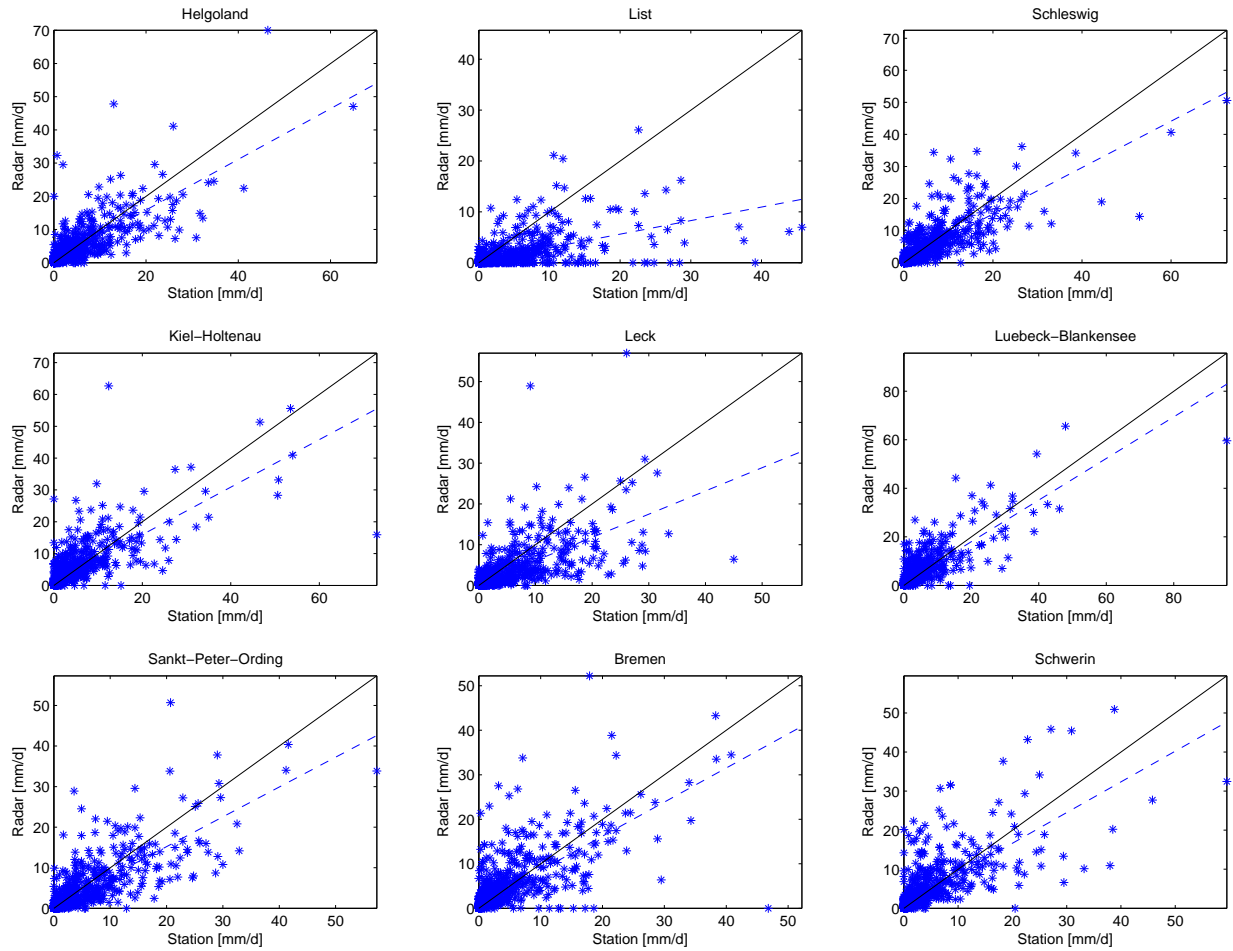 Helgoland
70
60
50
40
30
20
10
0
0 20 40 60
Radar [mm/d]
Station [mm/d]
List
40
30
20
10
0
0 10 20 30 40
Radar [mm/d]
Station [mm/d]
Schleswig
70
60
50
40
30
20
10
0
0 20 40 60
Radar [mm/d]
Station [mm/d]
Kiel−Holtenau
70
60
50
40
30
20
10
0
0 20 40 60
Radar [mm/d]
Station [mm/d]
Leck
50
40
30
20
10
0
0 10 20 30 40 50
Radar [mm/d]
Station [mm/d]
Luebeck−Blankensee
80
60
40
20
0
0 20 40 60 80
Radar [mm/d]
Station [mm/d]
Sankt−Peter−Ording
50
40
30
20
10
0
0 10 20 30 40 50
Radar [mm/d]
Station [mm/d]
Bremen
50
40
30
20
10
0
0 10 20 30 40 50
Radar [mm/d]
Station [mm/d]
Schwerin
50
40
30
20
10
0
0 10 20 30 40 50
Radar [mm/d]
Station [mm/d]